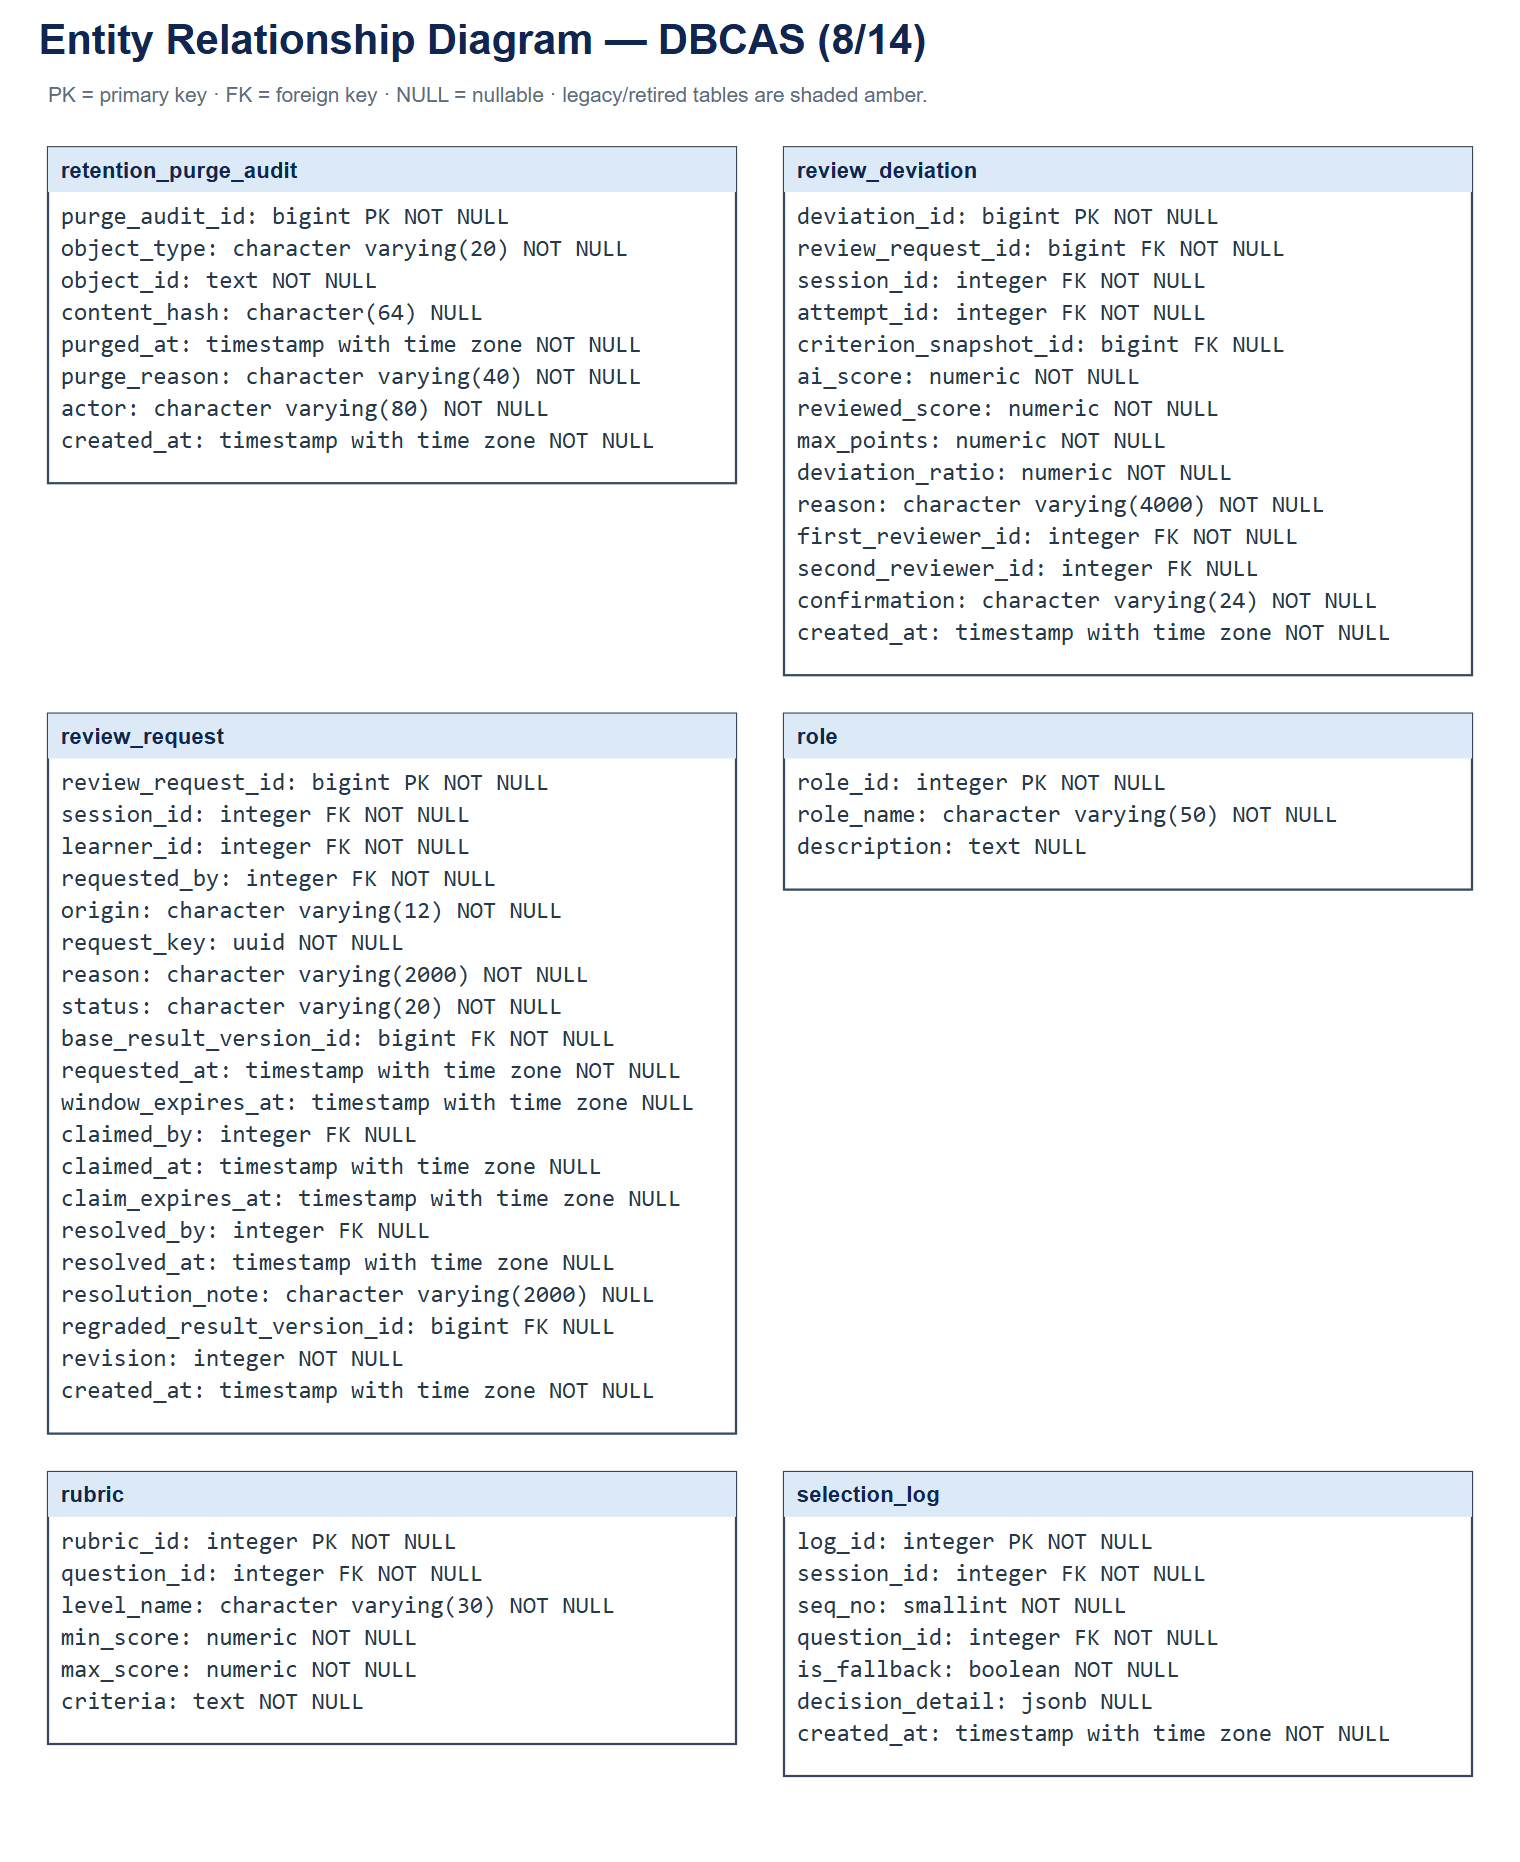 Entity Relationship Diagram — DBCAS (8/14)
PK = primary key · FK = foreign key · NULL = nullable · legacy/retired tables are shaded amber.
retention_purge_audit
purge_audit_id: bigint PK NOT NULL
object_type: character varying(20) NOT NULL
object_id: text NOT NULL
content_hash: character(64) NULL
purged_at: timestamp with time zone NOT NULL
purge_reason: character varying(40) NOT NULL
actor: character varying(80) NOT NULL
created_at: timestamp with time zone NOT NULL
review_deviation
deviation_id: bigint PK NOT NULL
review_request_id: bigint FK NOT NULL
session_id: integer FK NOT NULL
attempt_id: integer FK NOT NULL
criterion_snapshot_id: bigint FK NULL
ai_score: numeric NOT NULL
reviewed_score: numeric NOT NULL
max_points: numeric NOT NULL
deviation_ratio: numeric NOT NULL
reason: character varying(4000) NOT NULL
first_reviewer_id: integer FK NOT NULL
second_reviewer_id: integer FK NULL
confirmation: character varying(24) NOT NULL
created_at: timestamp with time zone NOT NULL
review_request
review_request_id: bigint PK NOT NULL
session_id: integer FK NOT NULL
learner_id: integer FK NOT NULL
requested_by: integer FK NOT NULL
origin: character varying(12) NOT NULL
request_key: uuid NOT NULL
reason: character varying(2000) NOT NULL
status: character varying(20) NOT NULL
base_result_version_id: bigint FK NOT NULL
requested_at: timestamp with time zone NOT NULL
window_expires_at: timestamp with time zone NULL
claimed_by: integer FK NULL
claimed_at: timestamp with time zone NULL
claim_expires_at: timestamp with time zone NULL
resolved_by: integer FK NULL
resolved_at: timestamp with time zone NULL
resolution_note: character varying(2000) NULL
regraded_result_version_id: bigint FK NULL
revision: integer NOT NULL
created_at: timestamp with time zone NOT NULL
role
role_id: integer PK NOT NULL
role_name: character varying(50) NOT NULL
description: text NULL
rubric
rubric_id: integer PK NOT NULL
question_id: integer FK NOT NULL
level_name: character varying(30) NOT NULL
min_score: numeric NOT NULL
max_score: numeric NOT NULL
criteria: text NOT NULL
selection_log
log_id: integer PK NOT NULL
session_id: integer FK NOT NULL
seq_no: smallint NOT NULL
question_id: integer FK NOT NULL
is_fallback: boolean NOT NULL
decision_detail: jsonb NULL
created_at: timestamp with time zone NOT NULL